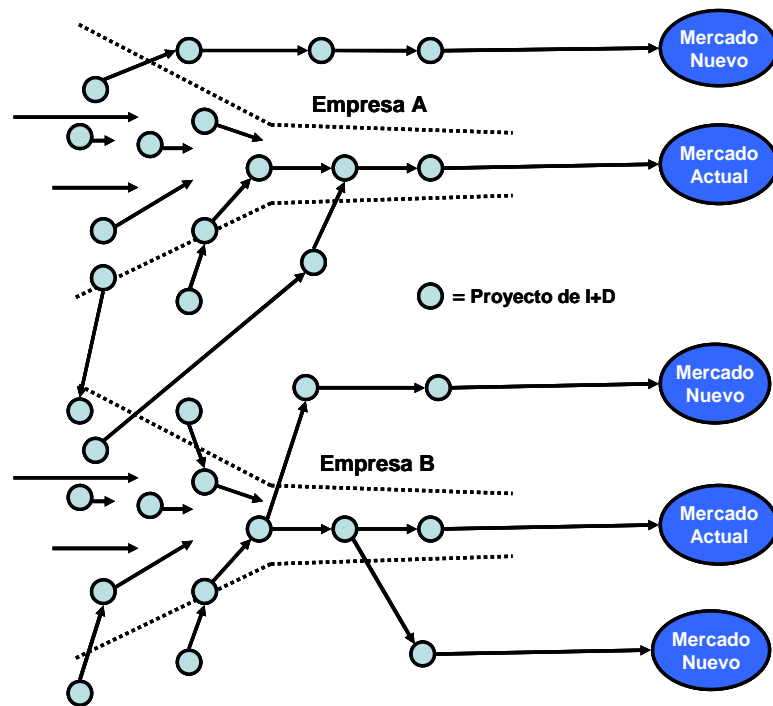 Mercado
Nuevo
Empresa A
Mercado
Actual
= Proyecto de I+D
Mercado
Nuevo
Empresa B
Mercado
Actual
Mercado
Nuevo